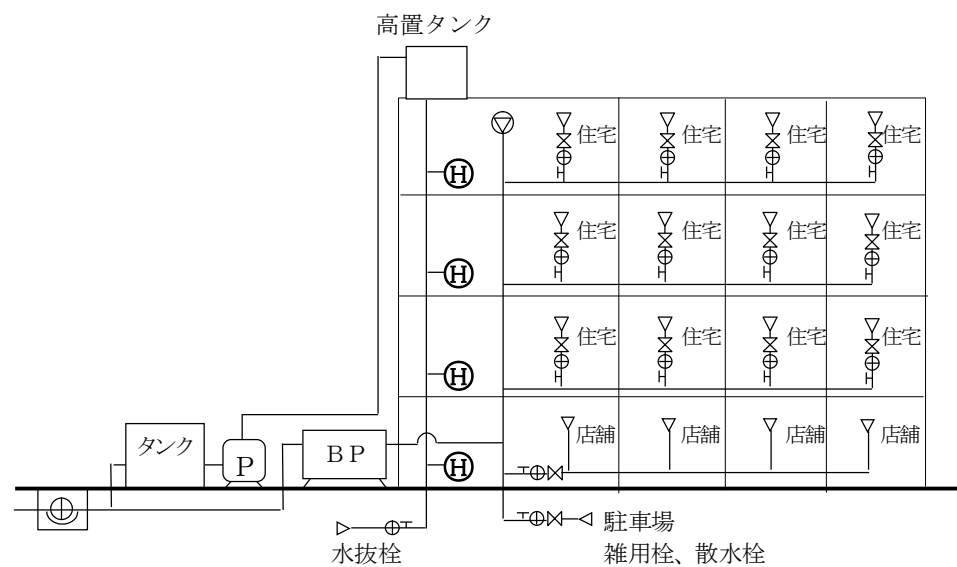 高置タンク
住宅 住宅 住宅 住宅
H
住宅 住宅 住宅 住宅
H
住宅 住宅 住宅 住宅
H
店舗 店舗 店舗 店舗
タンク
P
BP
H
駐車場
水抜栓
雑用栓、散水栓